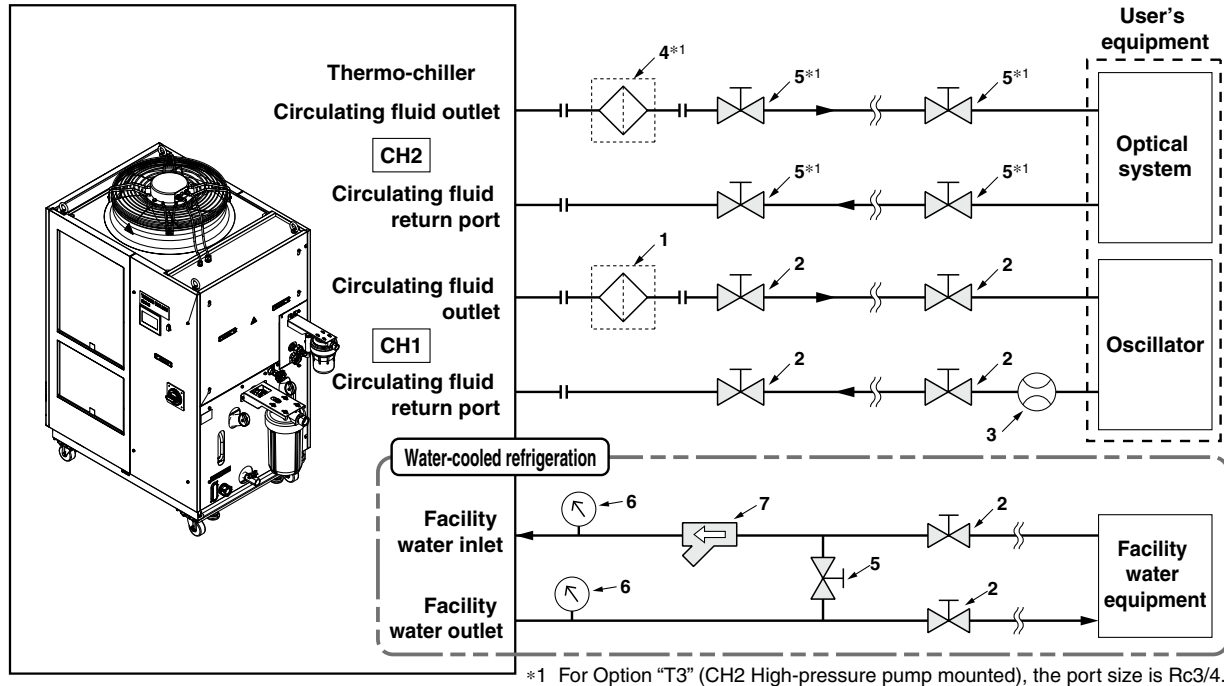 User's
equipment
Thermo-chiller
4*1
5*1
5*1
Circulating fluid outlet
Optical
system
CH2
Circulating fluid
return port
5*1
5*1
1
2
2
Circulating fluid
outlet
Oscillator
CH1
Circulating fluid
return port
2
2
3
Water-cooled refrigeration
6
7
2
Facility
water inlet
5
Facility
water
equipment
6
2
Facility
water outlet
*1 For Option “T3” (CH2 High-pressure pump mounted), the port size is Rc3/4.